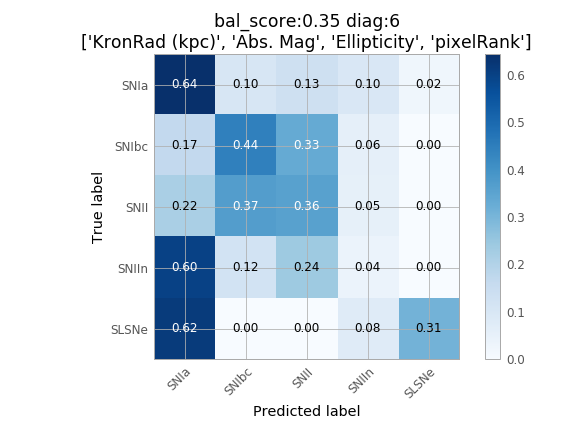 bal_score:0.35 diag:6
['KronRad (kpc)', 'Abs. Mag', 'Ellipticity', 'pixelRank']
SNIa 0.64 0.10 0.13 0.10 0.02
SNIbc 0.17 0.44 0.33 0.06 0.00
SNII 0.22 0.37 0.36 0.05 0.00
SNIIn 0.60 0.12 0.24 0.04 0.00
SLSNe 0.62 0.00 0.00 0.08 0.31
SNIa SNIbc SNII SNIIn SLSNe
True label
Predicted label
0.6
0.5
0.4
0.3
0.2
0.1
0.0